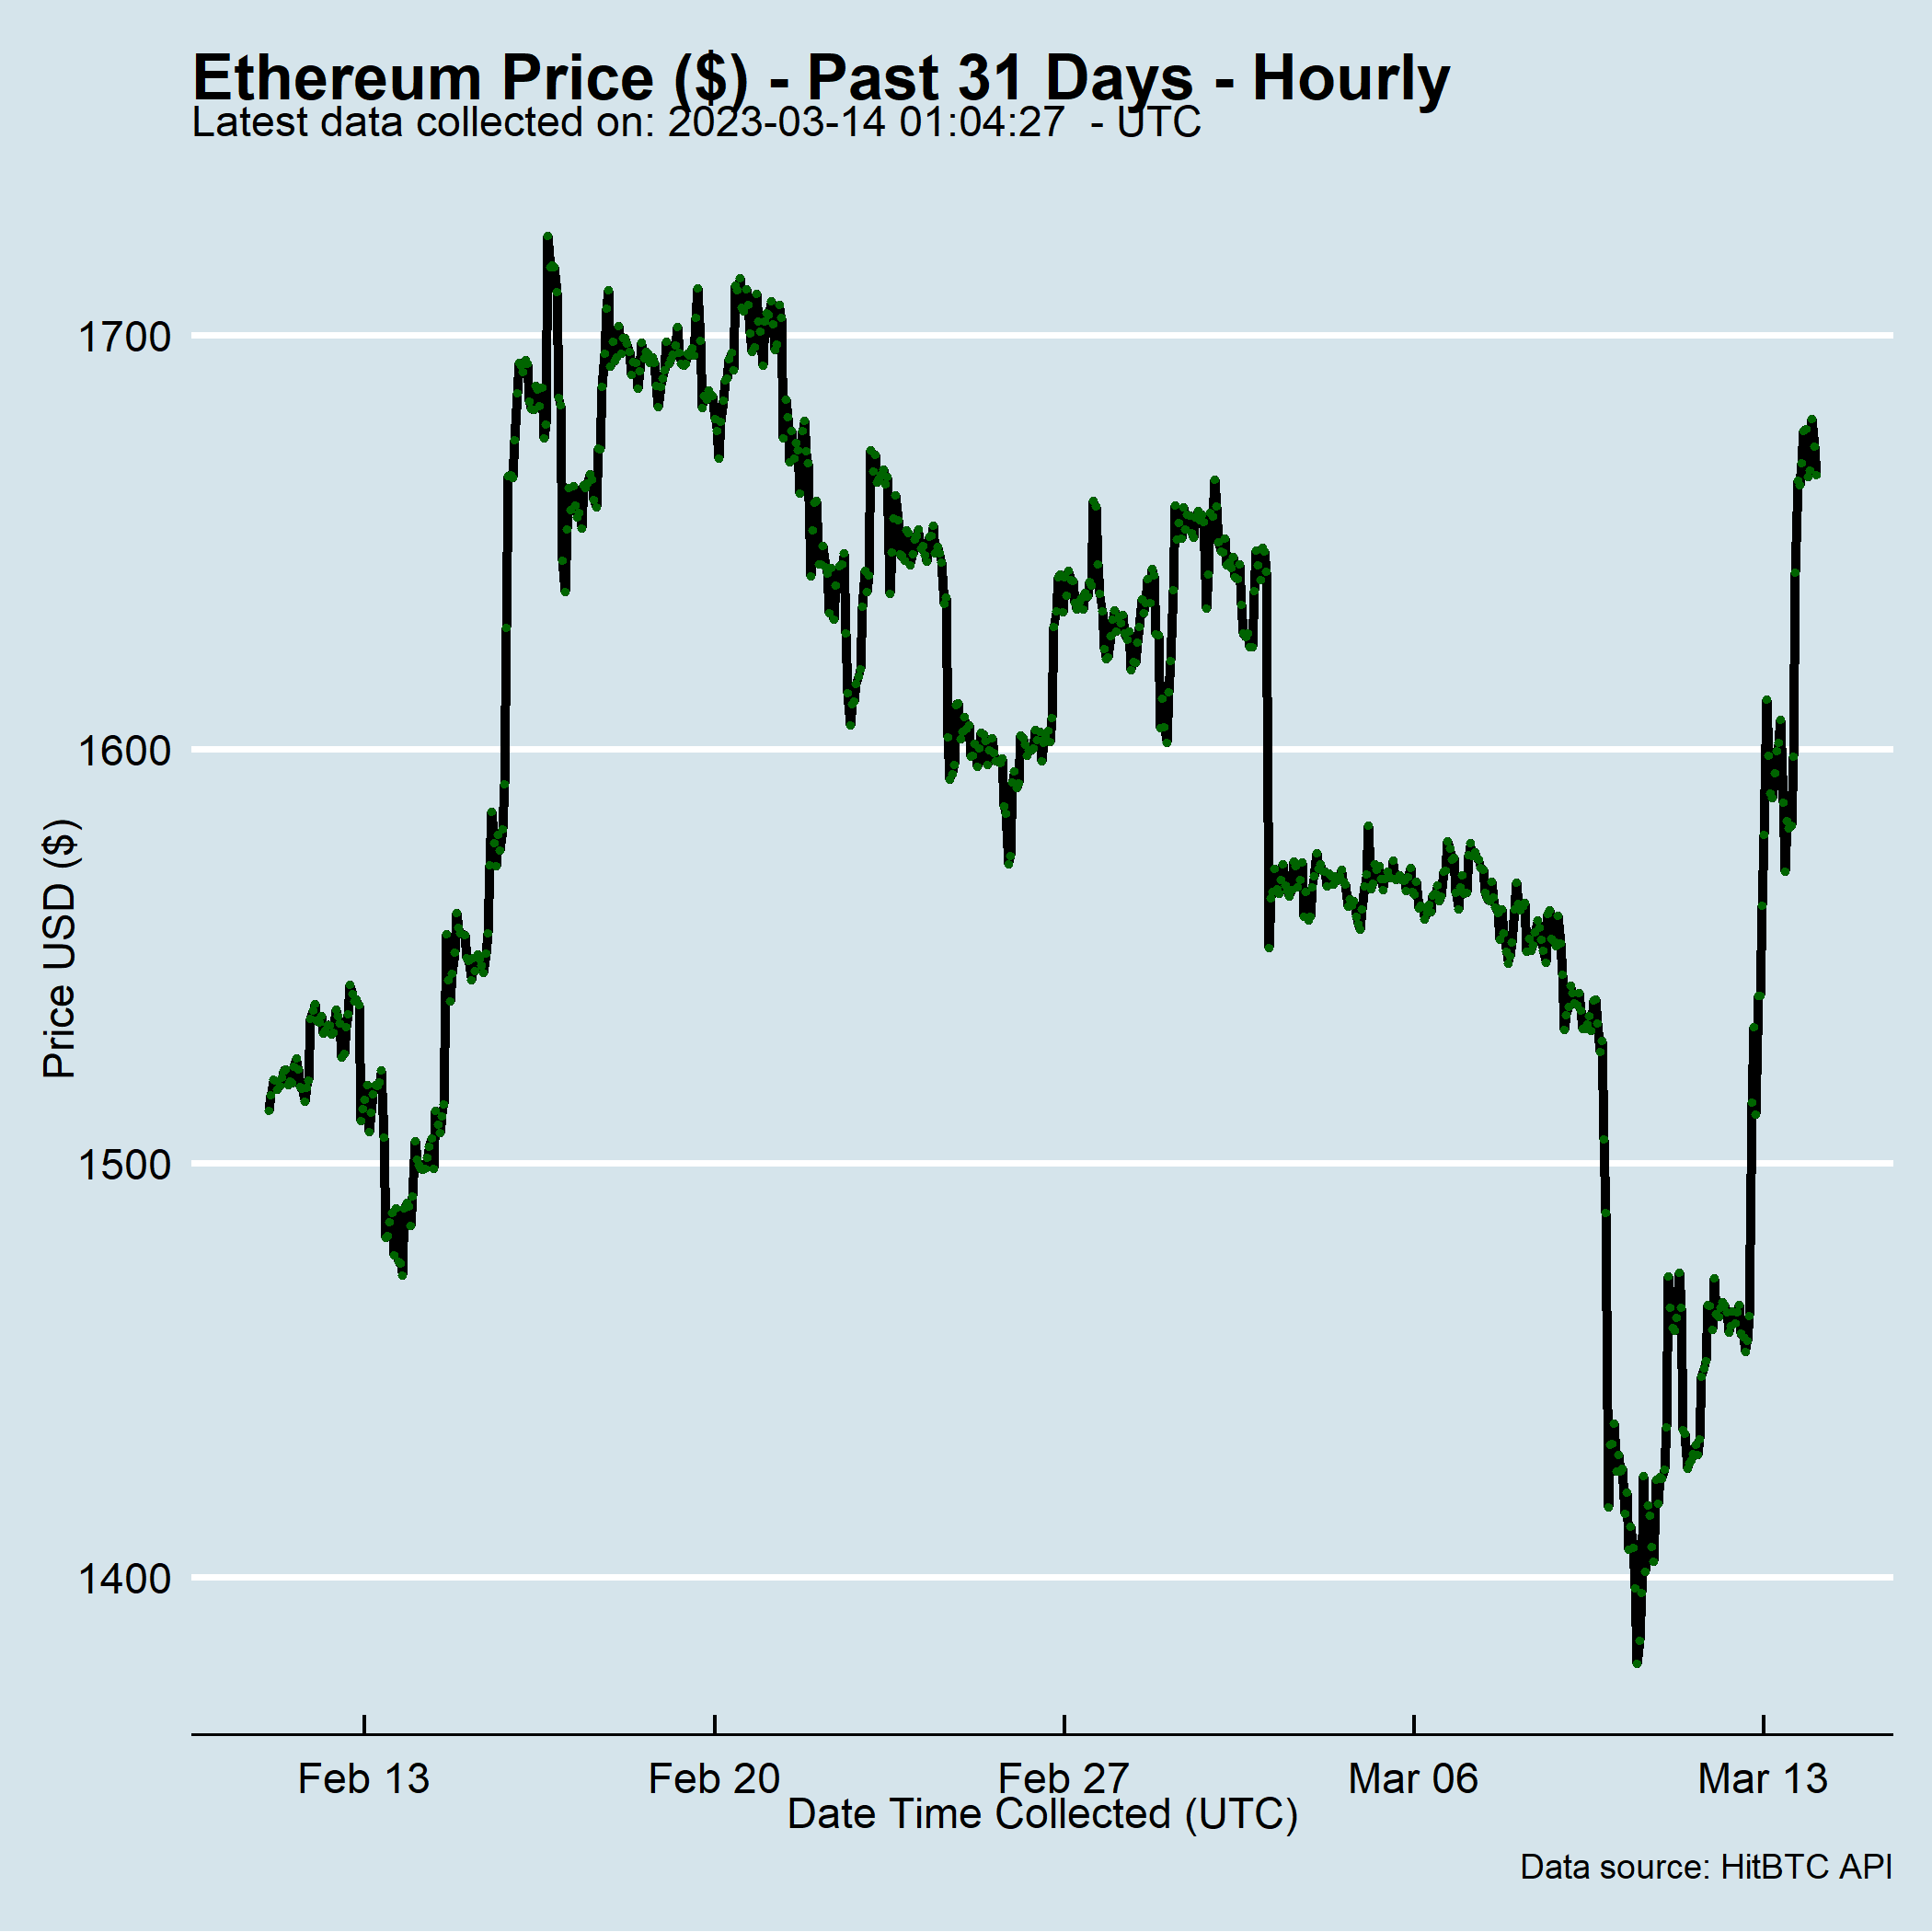 Ethereum Price ($) - Past 31 Days - Hourly
Latest data collected on: 2023-03-14 01:04:27  - UTC
Price USD ($)
1700
1600
1500
1400
Feb 13
Feb 20
Feb 27
Mar 06
Mar 13
Date Time Collected (UTC)
Data source: HitBTC API